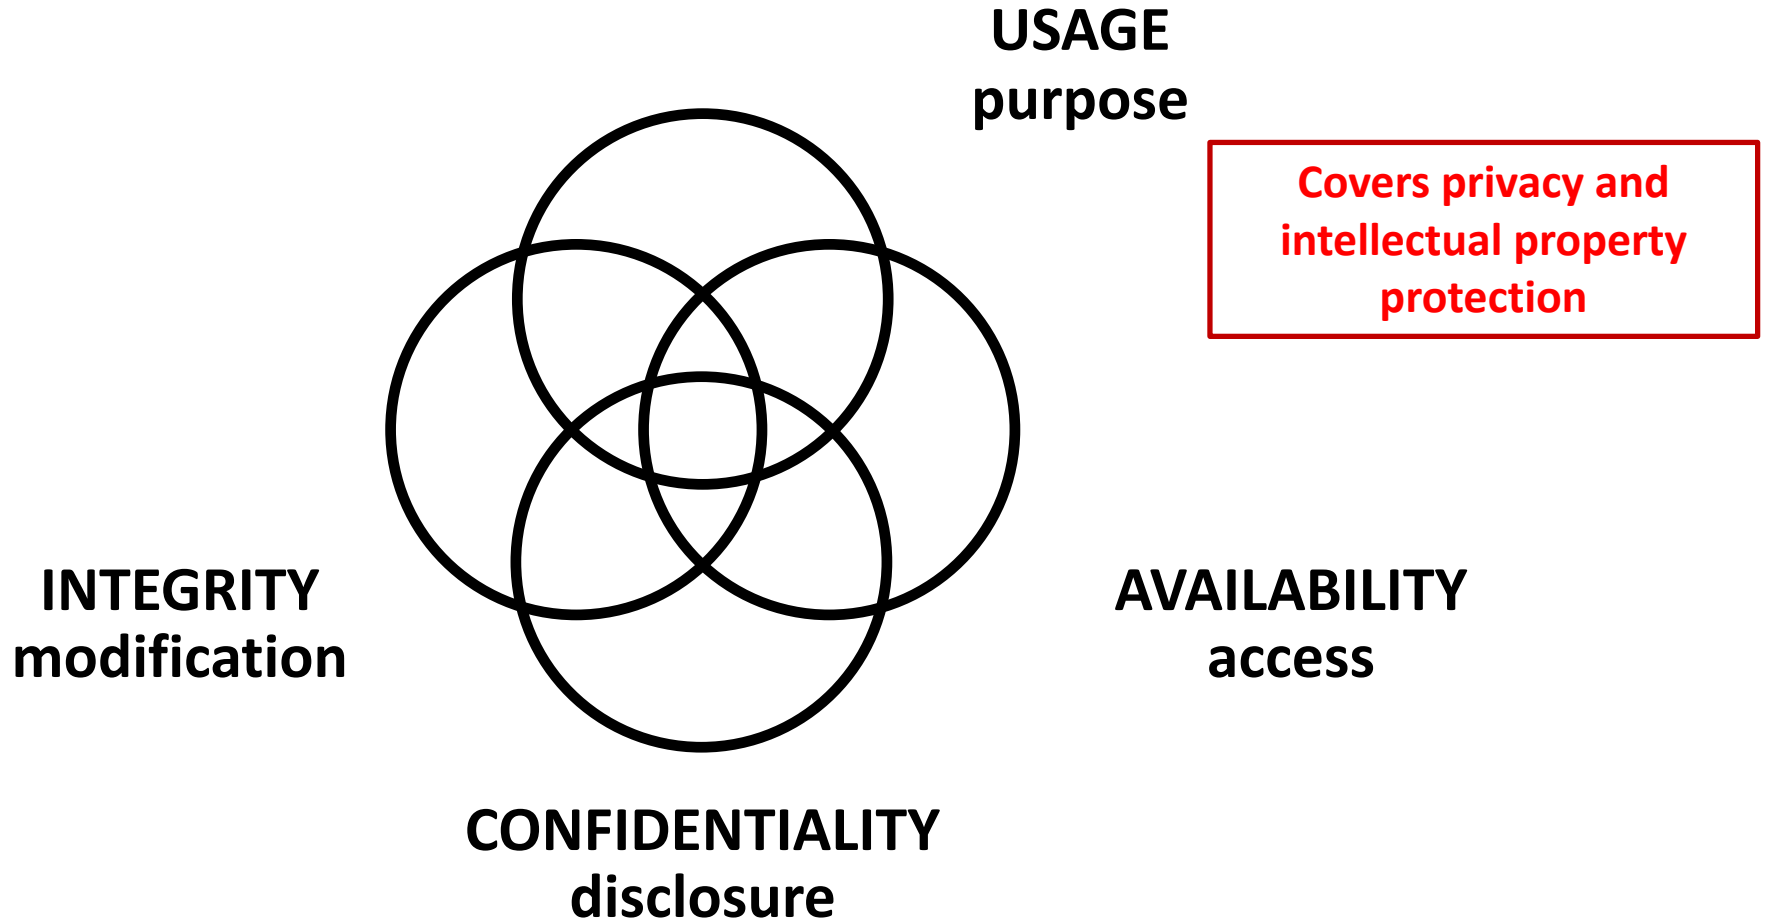 USAGE
purpose
Covers privacy and
intellectual property
protection
INTEGRITY
modification
AVAILABILITY
access
CONFIDENTIALITY
disclosure